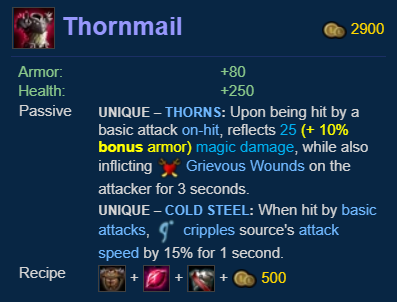 Thornmail 2900
Armor: +80
Health: +250
Passive UNIQUE – THORNS: Upon being hit by a
basic attack on-hit, reflects 25 (+ 10%
bonus armor) magic damage, while also
inflicting Grievous Wounds on the
attacker for 3 seconds.
UNIQUE – COLD STEEL: When hit by basic
attacks, cripples source's attack
speed by 15% for 1 second.
Recipe + + + 500